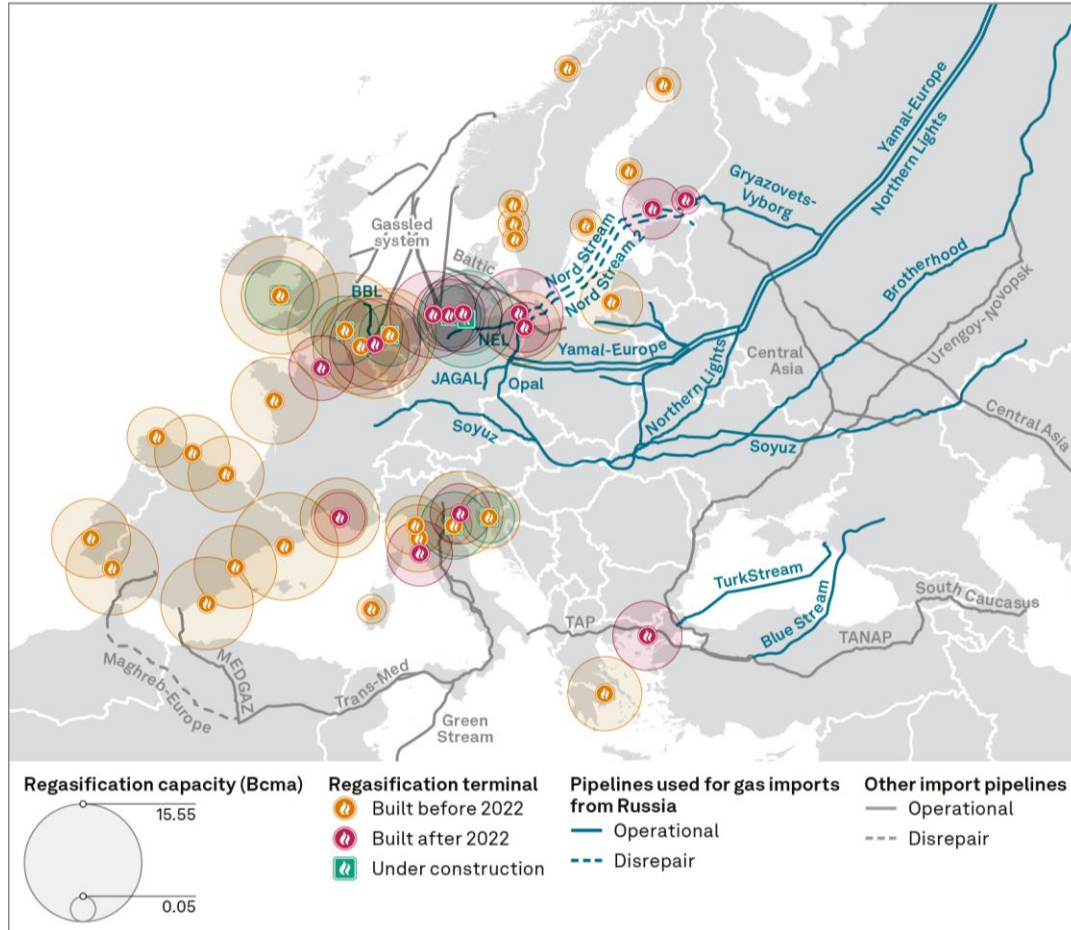 Yamal-Europe
Northern Lights
Gryazovets-
Vyborg
Gassled
system
Baltic
Nord Stream
Nord Stream 2
Brotherhood
Urengoy-Novopsk
BBL
NEL
Yamal-Europe
Central
Asia
JAGAL
Opal
Northern Lights
Soyuz
Soyuz
Central Asia
TurkStream
Blue Stream
South Caucasus
TAP
TANAP
Maghreb-Europe
MEDGAZ
Trans-Med
Green
Stream
Regasification capacity (Bcma)
15.55
0.05
Regasification terminal
Built before 2022
Built after 2022
Under construction
Pipelines used for gas imports
from Russia
Operational
Disrepair
Other import pipelines
Operational
Disrepair